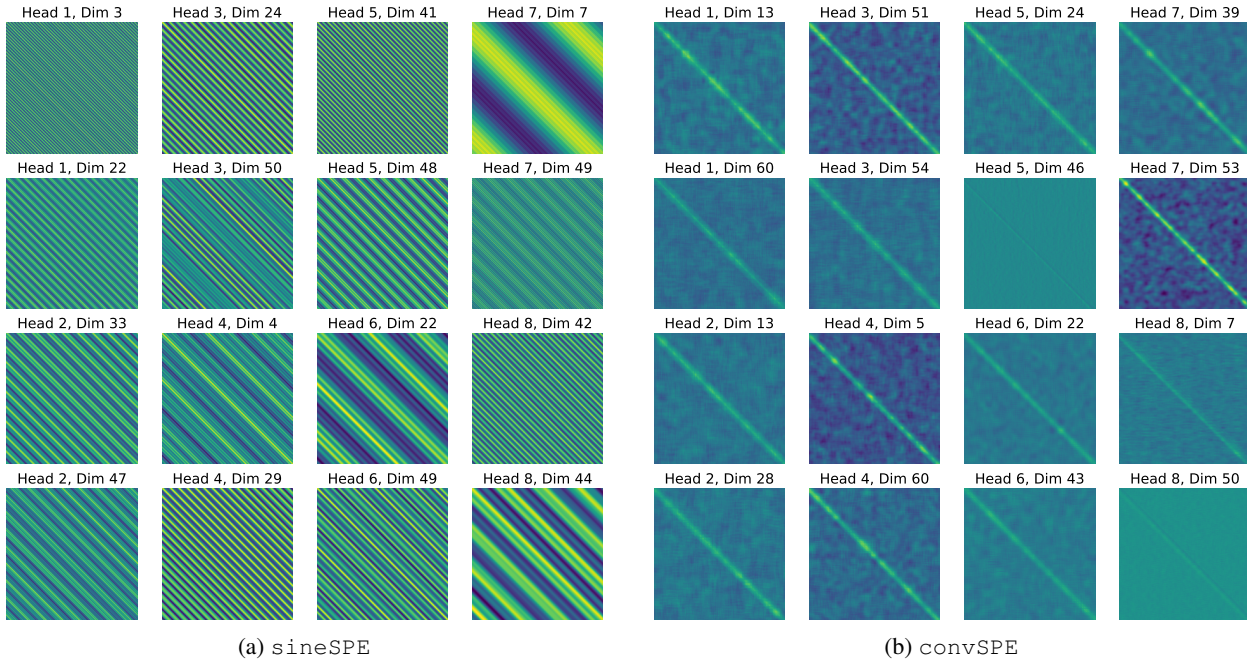 Head 1, Dim 3 Head 3, Dim 24 Head 5, Dim 41 Head 7, Dim 7
Head 1, Dim 22 Head 3, Dim 50 Head 5, Dim 48 Head 7, Dim 49
Head 2, Dim 33 Head 4, Dim 4 Head 6, Dim 22 Head 8, Dim 42
Head 2, Dim 47 Head 4, Dim 29 Head 6, Dim 49 Head 8, Dim 44
(a) sineSPE
Head 1, Dim 13 Head 3, Dim 51 Head 5, Dim 24 Head 7, Dim 39
Head 1, Dim 60 Head 3, Dim 54 Head 5, Dim 46 Head 7, Dim 53
Head 2, Dim 13 Head 4, Dim 5 Head 6, Dim 22 Head 8, Dim 7
Head 2, Dim 28 Head 4, Dim 60 Head 6, Dim 43 Head 8, Dim 50
(b) convSPE